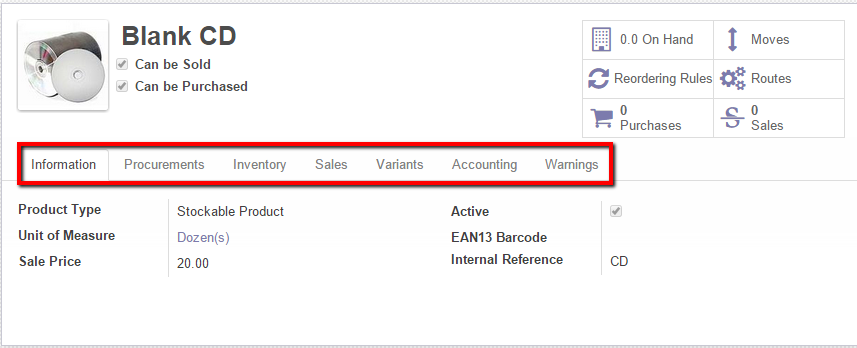 Blank CD
Can be Sold
Can be Purchased
0.0 On Hand
Moves
Reordering Rules
Routes
0
Purchases
0
Sales
Information Procurements Inventory Sales Variants Accounting Warnings
Product Type Stockable Product
Unit of Measure Dozen(s)
Sale Price 20.00
Active
EAN13 Barcode
Internal Reference CD